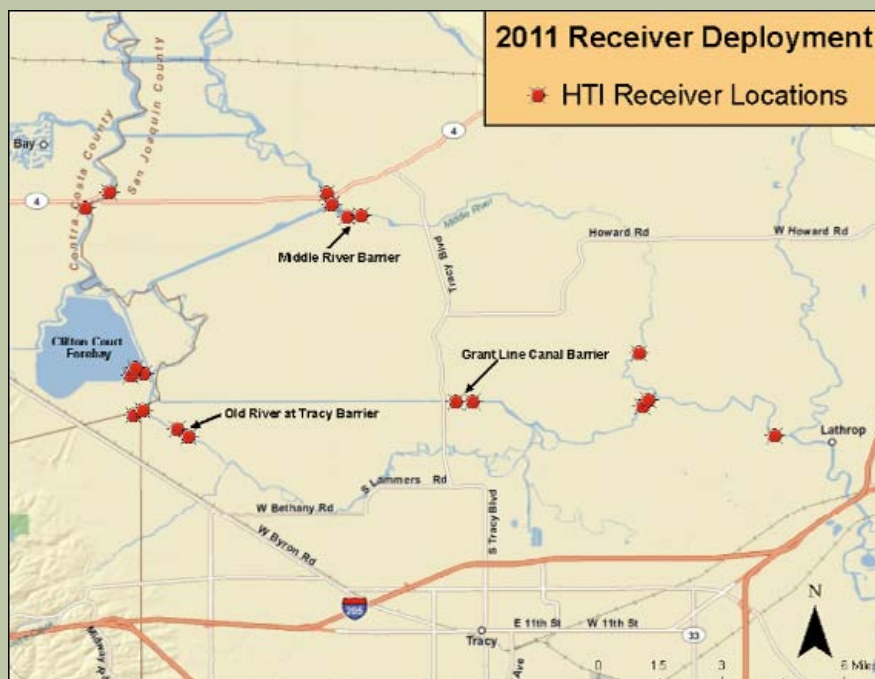 2011 Receiver Deployment
HTI Receiver Locations
Contra Costa County
San Joaquin County
Bay
4
4
Middle River
Middle River Barrier
Tracy Blvd
Howard Rd
W Howard Rd
Clifton Court
Forebay
Grant Line Canal Barrier
Old River at Tracy Barrier
Lathrop
S Lammers Rd
W Bethany Rd
S Tracy Blvd
W Byron Rd
N
205
E 11th St
W 11th St
33
Tracy
Midway R
Ave
0 1.5 3 6 Miles